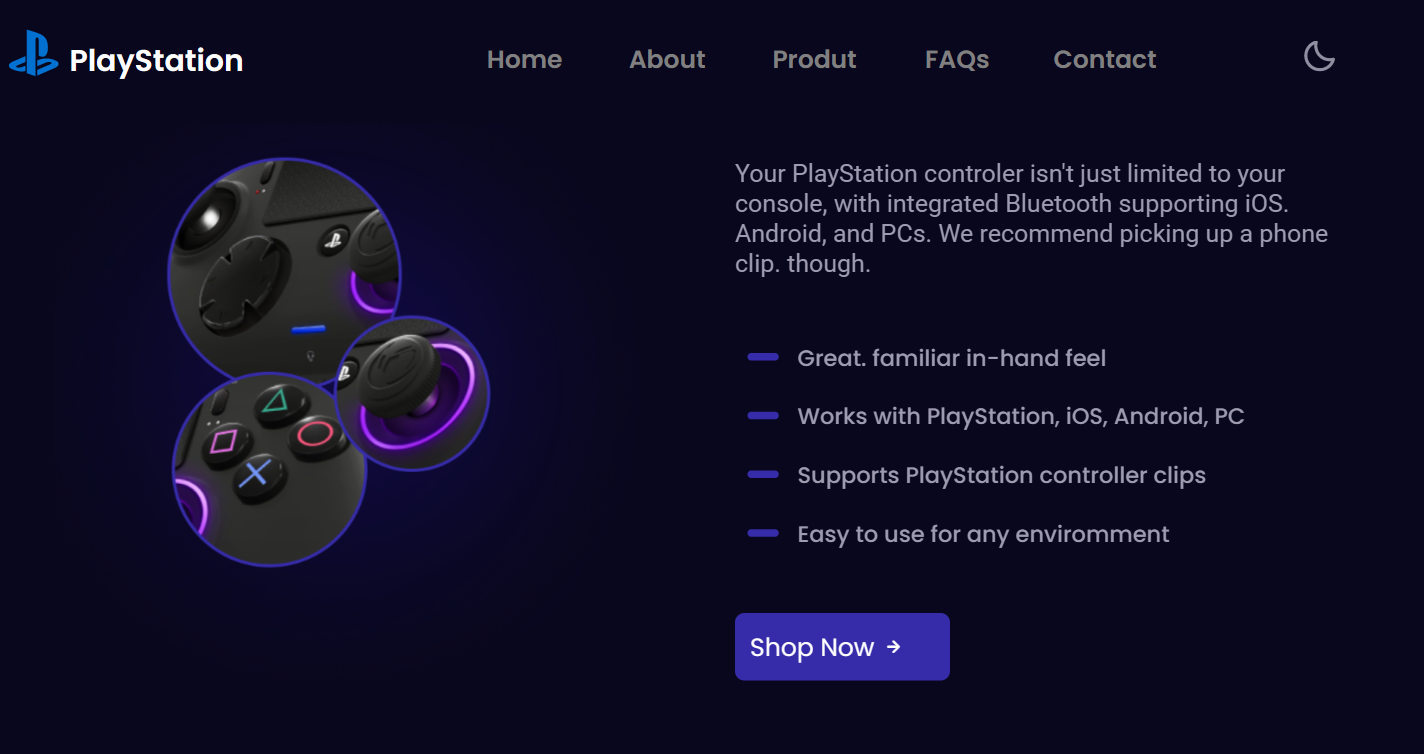 PlayStation
Home About Produt FAQs Contact
Your PlayStation controler isn't just limited to your
console, with integrated Bluetooth supporting iOS.
Android, and PCs. We recommend picking up a phone
clip. though.
Great. familiar in-hand feel
Works with PlayStation, iOS, Android, PC
Supports PlayStation controller clips
Easy to use for any enviromment
Shop Now →